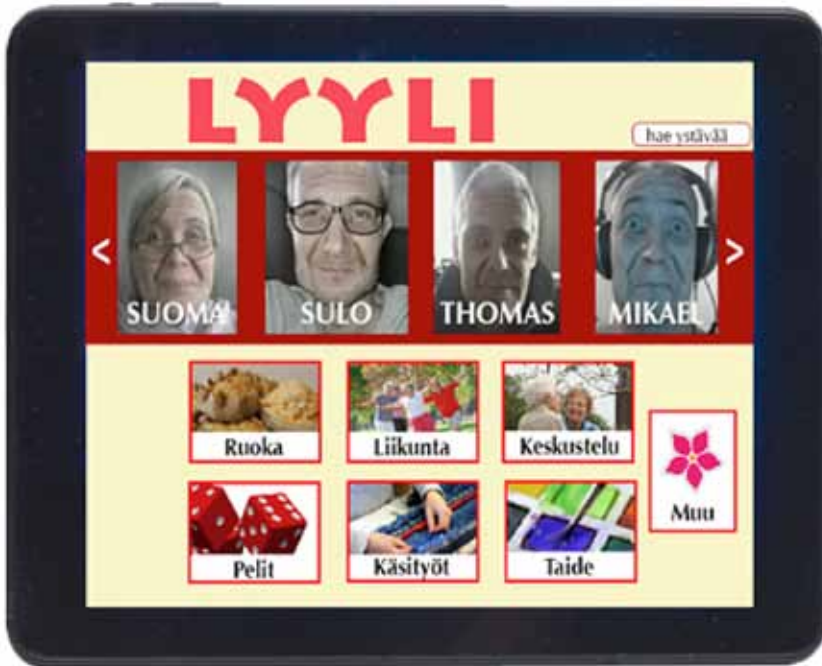 LYYLI
hae ystävää
< SUOMA SULO THOMAS MIKAEL >
Ruoka Liikunta Keskustelu
Muu
Pelit Käsityöt Taide